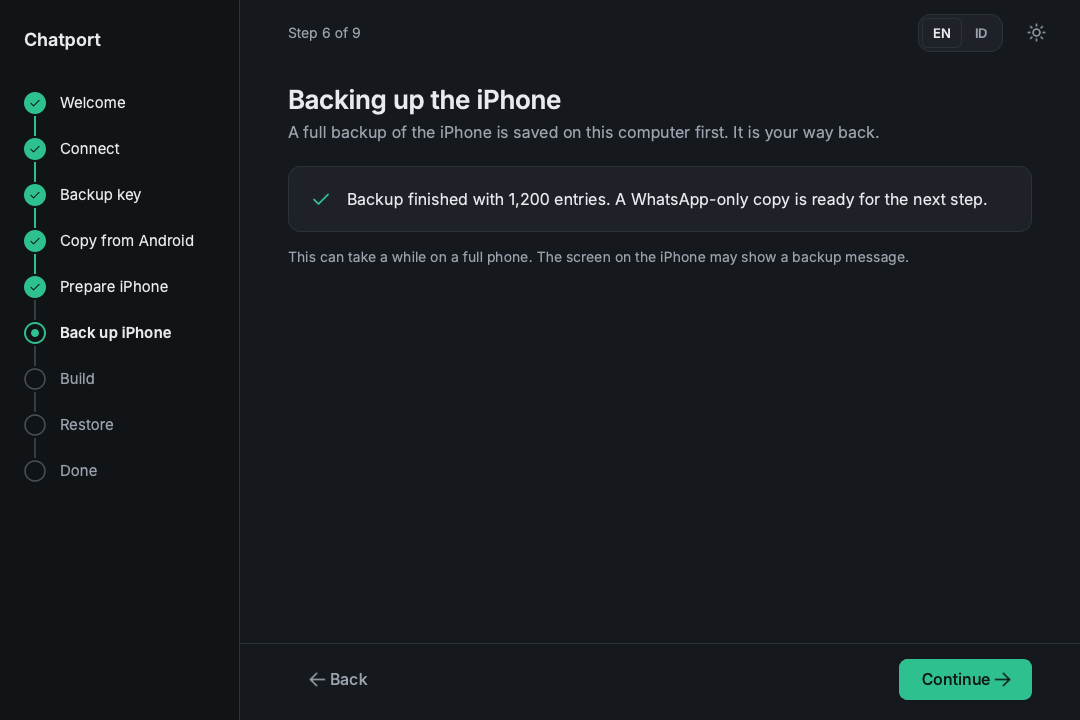 Chatport
Welcome
Connect
Backup key
Copy from Android
Prepare iPhone
Back up iPhone
Build
Restore
Done
Step 6 of 9
EN
ID
Backing up the iPhone
A full backup of the iPhone is saved on this computer first. It is your way back.
Backup finished with 1,200 entries. A WhatsApp-only copy is ready for the next step.
This can take a while on a full phone. The screen on the iPhone may show a backup message.
Back
Continue